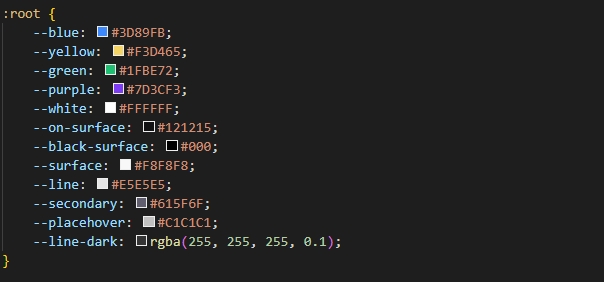 :root {
--blue: #3D89FB;
--yellow: #F3D465;
--green: #1FBE72;
--purple: #7D3CF3;
--white: #FFFFFF;
--on-surface: #121215;
--black-surface: #000;
--surface: #F8F8F8;
--line: #E5E5E5;
--secondary: #615F6F;
--placehover: #C1C1C1;
--line-dark: rgba(255, 255, 255, 0.1);
}